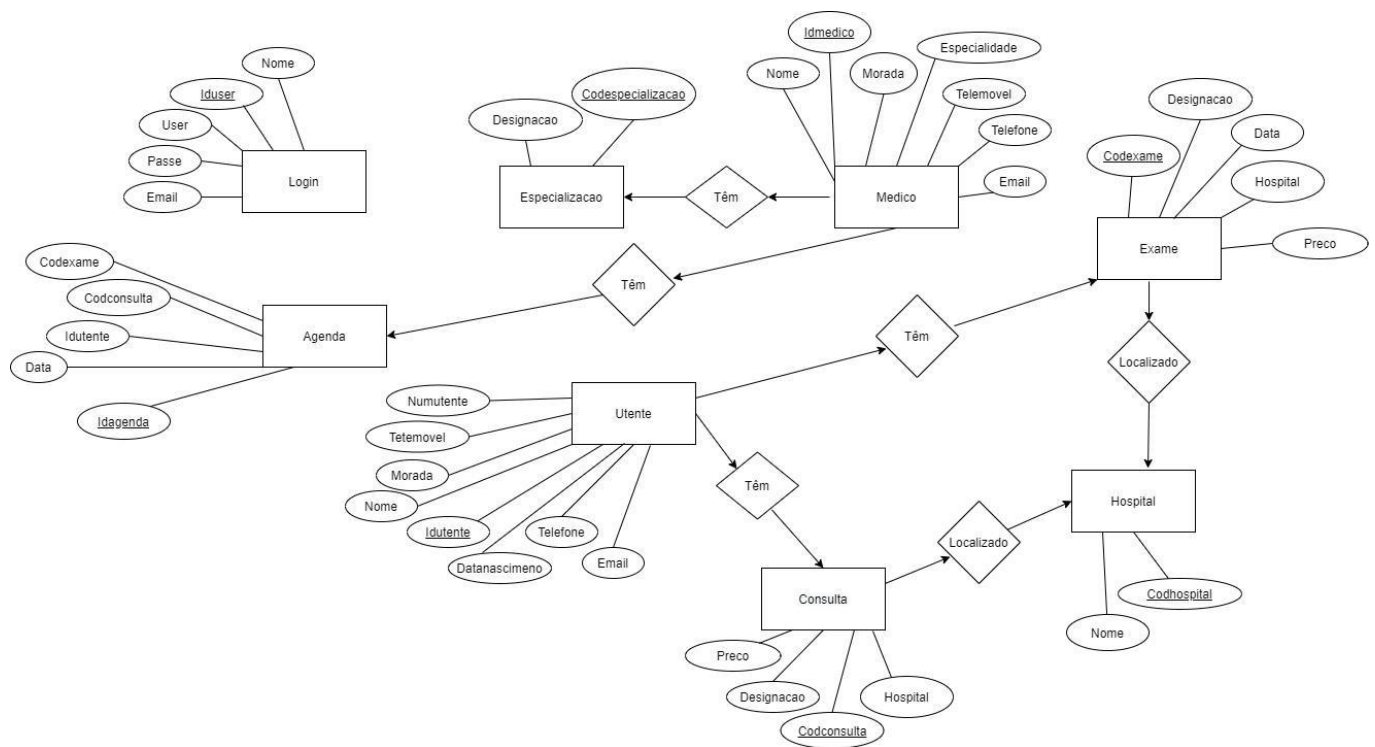 Nome
Iduser
User
Passe
Email
Login
Designacao
Codespecializacao
Especializacao
Têm
Idmedico
Nome
Morada
Especialidade
Telemovel
Telefone
Email
Medico
Designacao
Codexame
Data
Hospital
Preco
Exame
Codexame
Codconsulta
Idutente
Data
Idagenda
Agenda
Têm
Têm
Localizado
Numutente
Tetemovel
Morada
Nome
Idutente
Datanascimeno
Telefone
Email
Utente
Têm
Consulta
Preco
Designacao
Codconsulta
Hospital
Localizado
Hospital
Codhospital
Nome